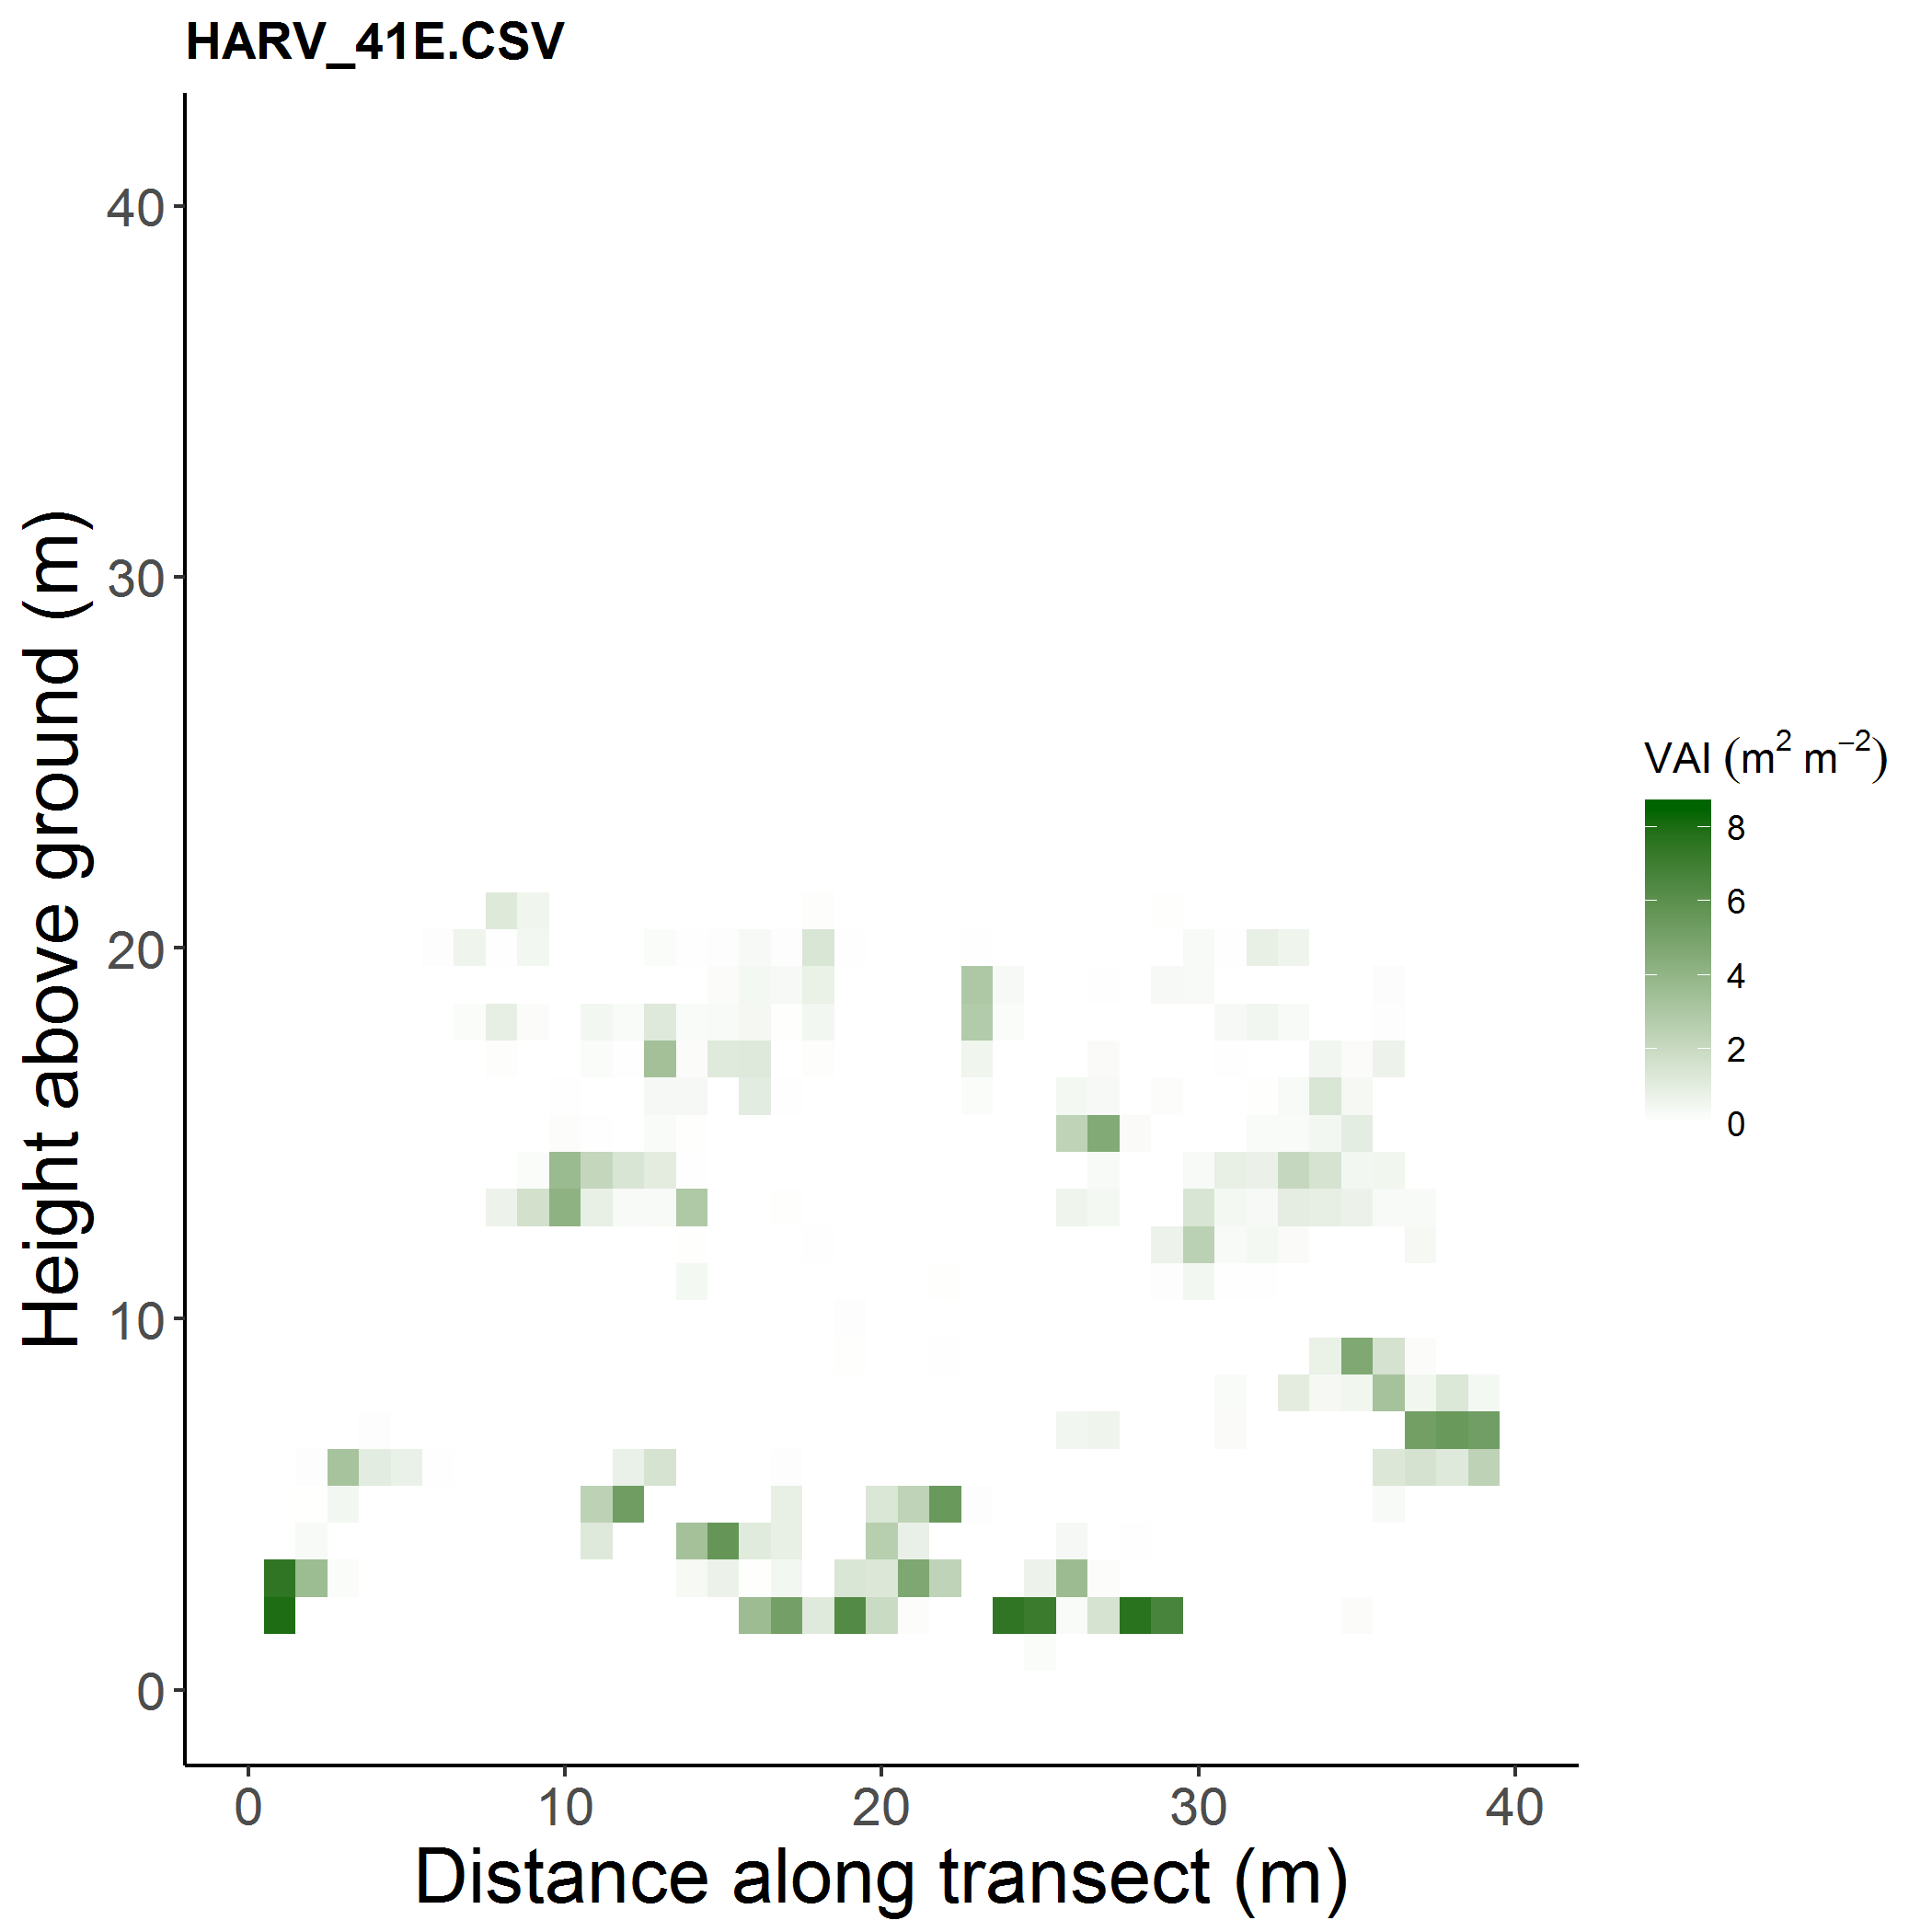 HARV_41E.CSV
Height above ground (m)
40
30
20
10
0
0 10 20 30 40
Distance along transect (m)
VAI (m² m⁻²)
8
6
4
2
0